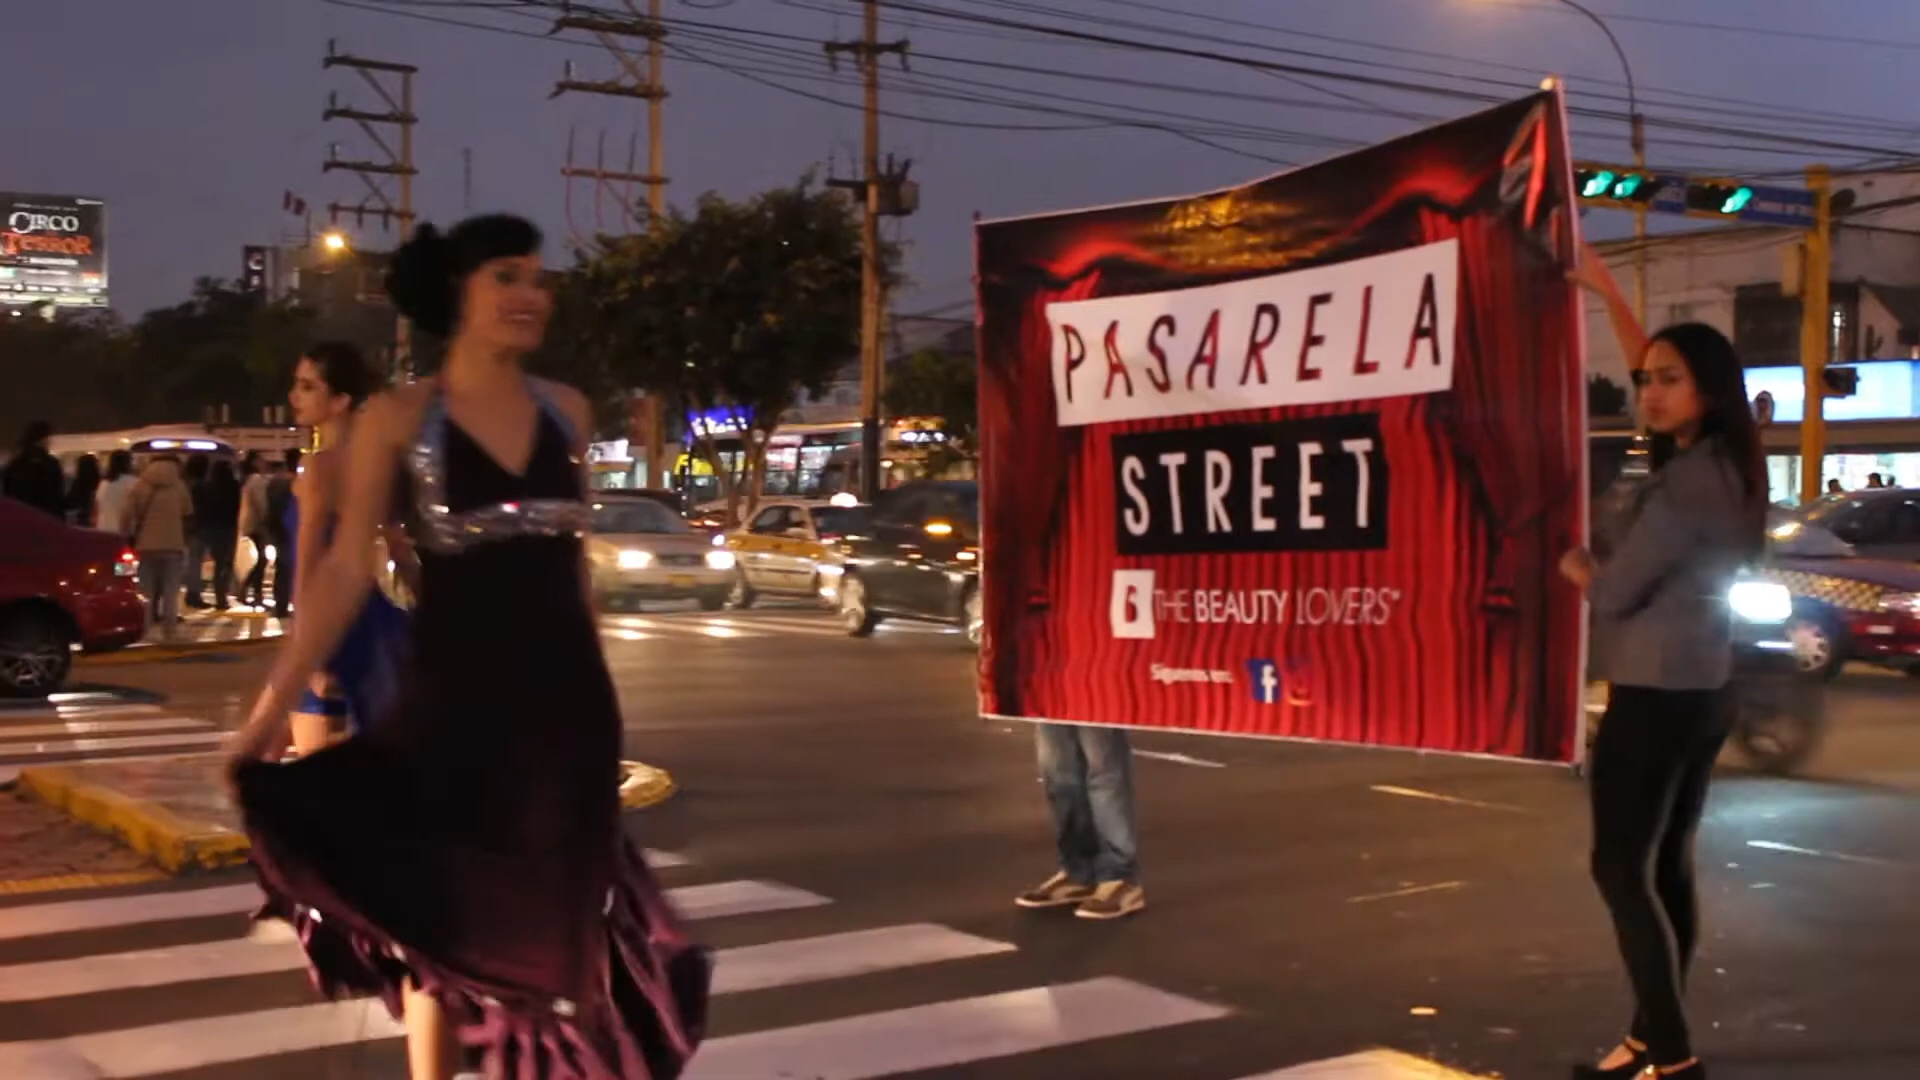 CIRCO
TERROR
PASARELA
STREET
B THE BEAUTY LOVERS
Síguenos en: f